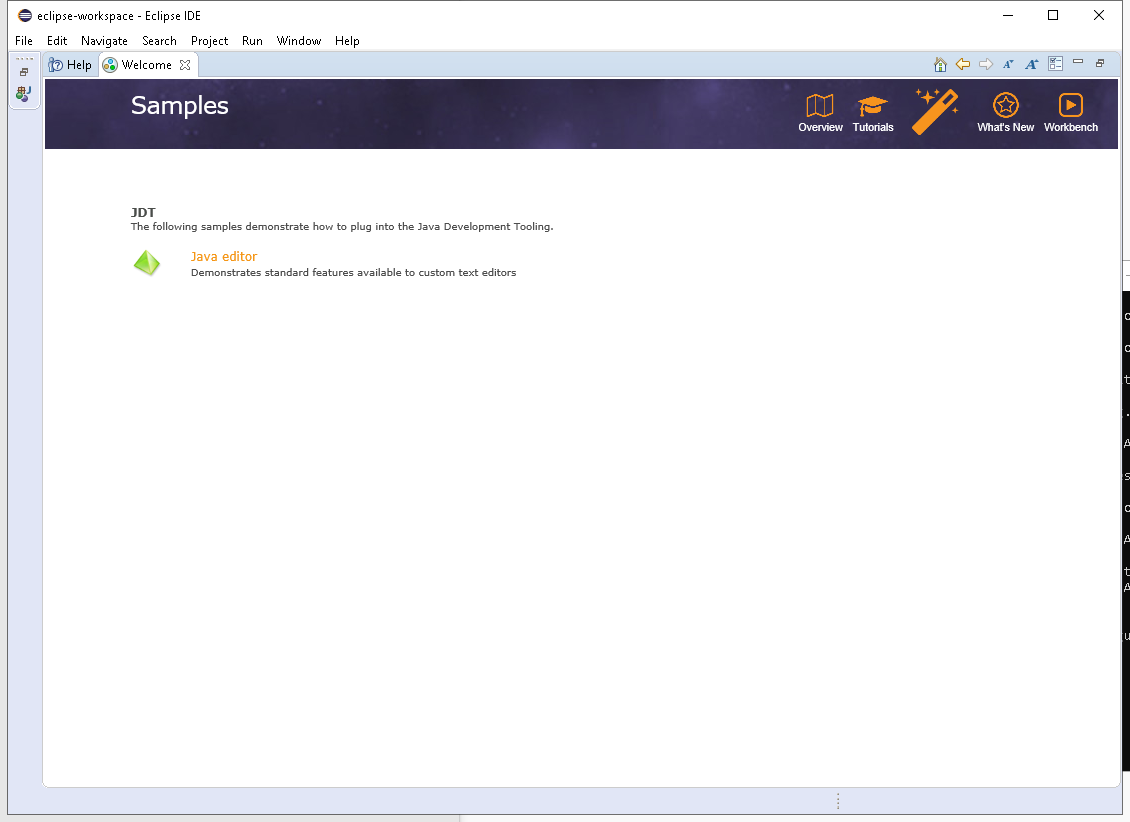 eclipse-workspace - Eclipse IDE
File Edit Navigate Search Project Run Window Help
Help Welcome
Samples
Overview Tutorials What's New Workbench
JDT
The following samples demonstrate how to plug into the Java Development Tooling.
Java editor
Demonstrates standard features available to custom text editors